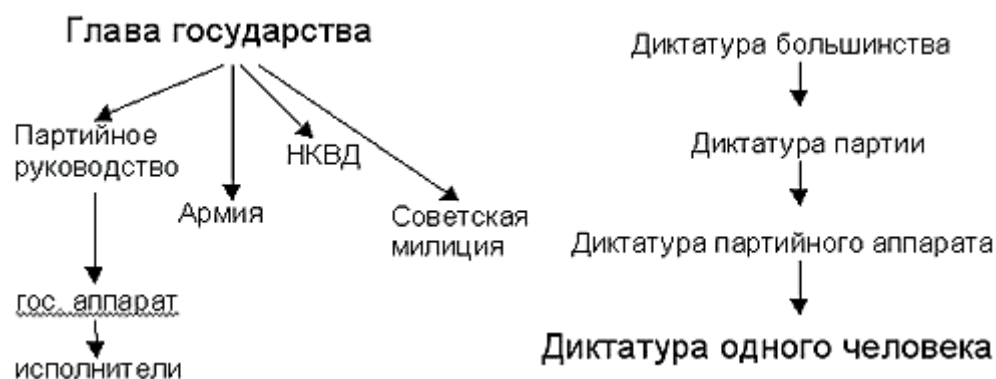 Глава государства
Партийное
руководство
НКВД
Армия
Советская
милиция
гос. аппарат
исполнители
Диктатура большинства
Диктатура партии
Диктатура партийного аппарата
Диктатура одного человека